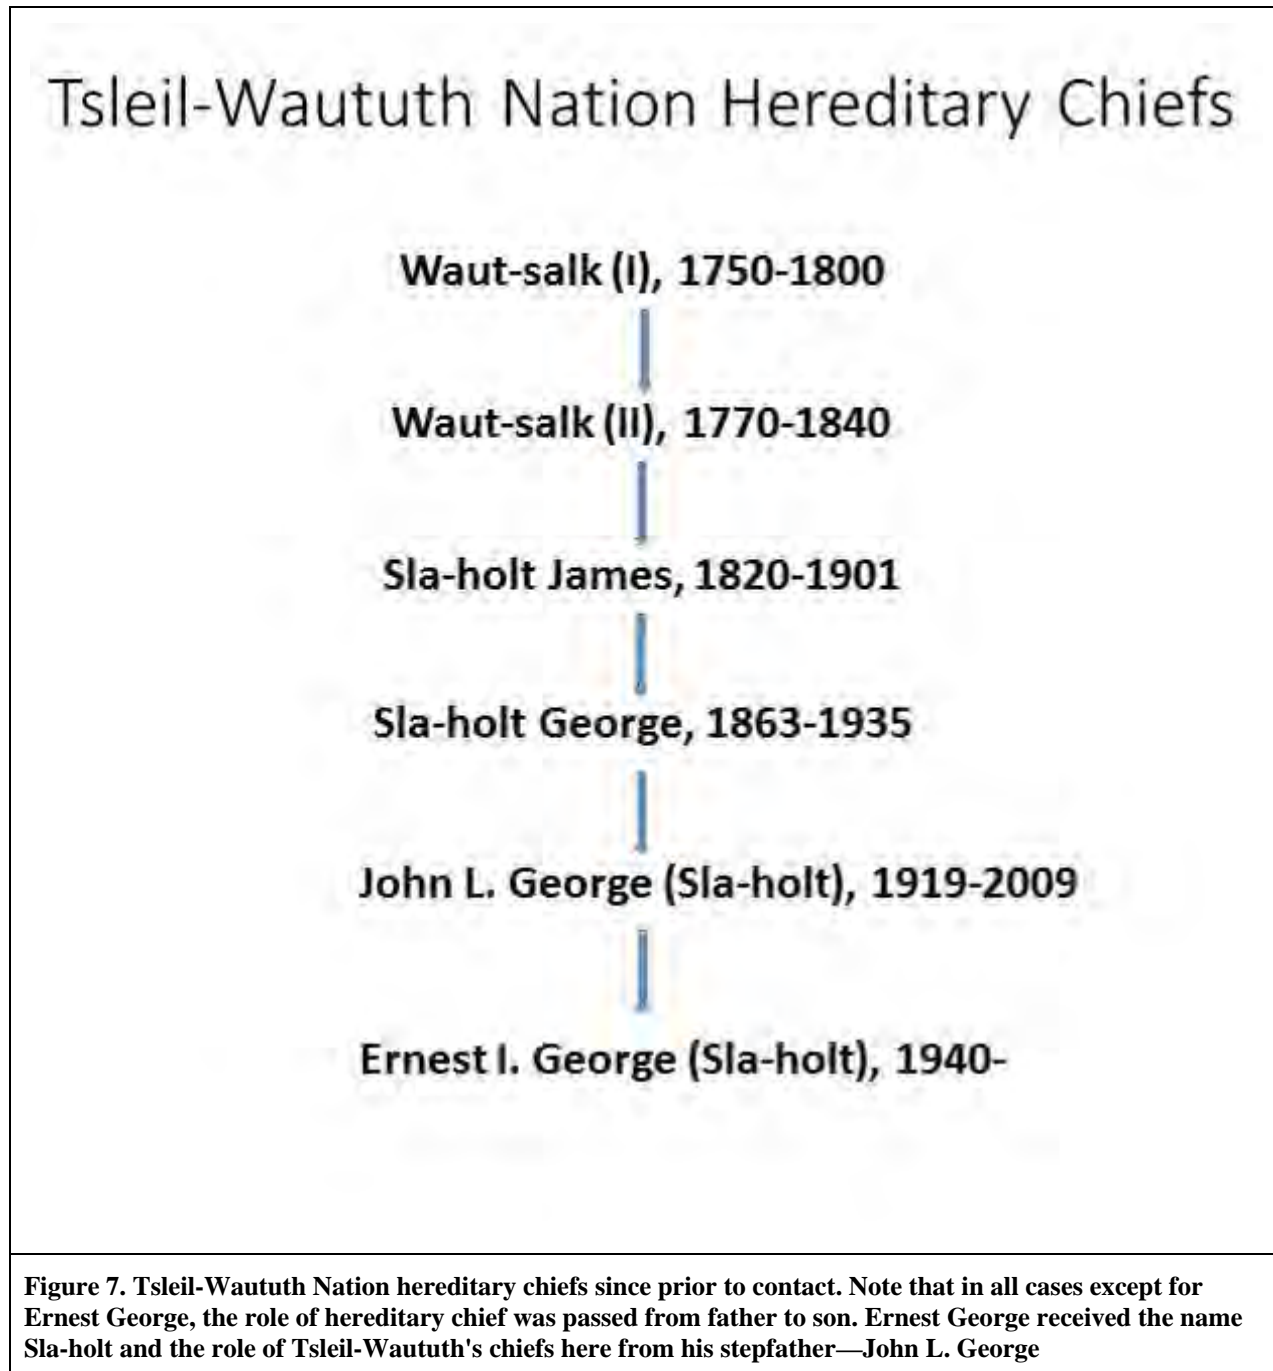 Tsleil-Waututh Nation Hereditary Chiefs
Waut-salk (I), 1750-1800
Waut-salk (II), 1770-1840
Sla-holt James, 1820-1901
Sla-holt George, 1863-1935
John L. George (Sla-holt), 1919-2009
Ernest I. George (Sla-holt), 1940-
Figure 7. Tsleil-Waututh Nation hereditary chiefs since prior to contact. Note that in all cases except for
Ernest George, the role of hereditary chief was passed from father to son. Ernest George received the name
Sla-holt and the role of Tsleil-Waututh's chiefs here from his stepfather—John L. George